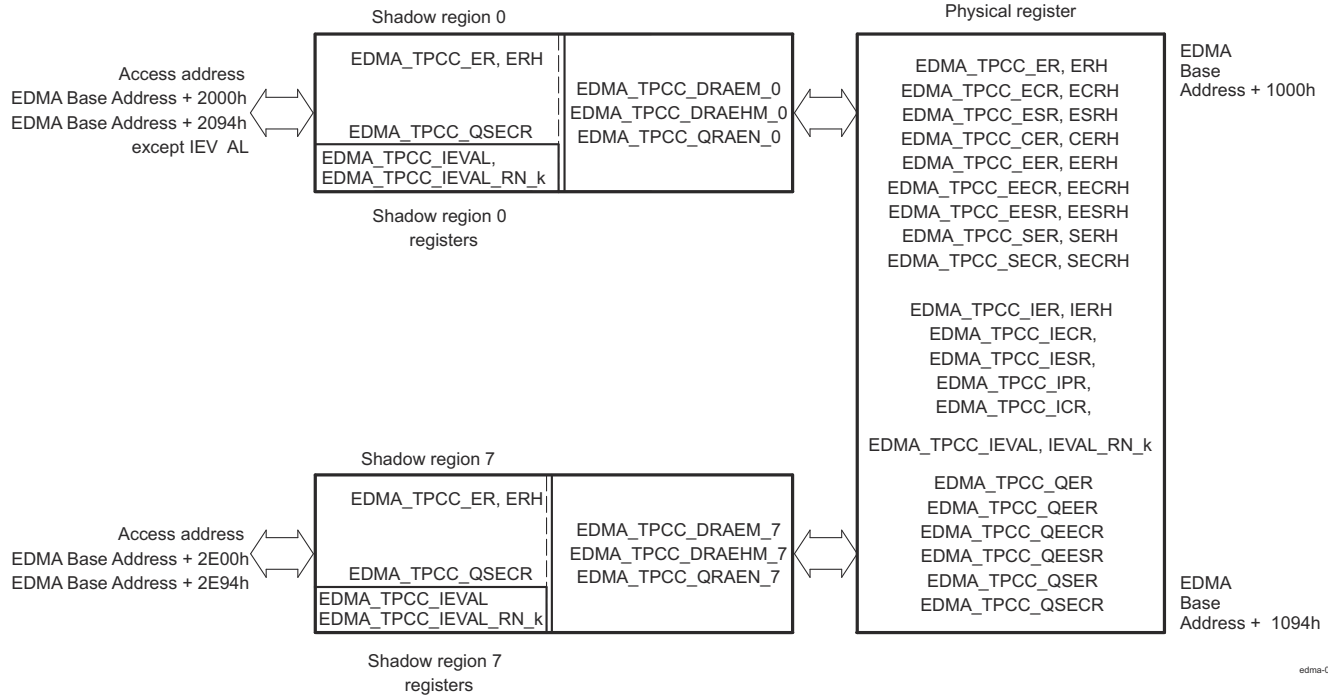 Shadow region 0
Access address
EDMA Base Address + 2000h
EDMA Base Address + 2094h
except IEV AL
EDMA_TPCC_ER, ERH
EDMA_TPCC_QSECR
EDMA_TPCC_IEVAL,
EDMA_TPCC_IEVAL_RN_k
EDMA_TPCC_DRAEM_0
EDMA_TPCC_DRAEHM_0
EDMA_TPCC_QRAEN_0
Shadow region 0
registers
Shadow region 7
Access address
EDMA Base Address + 2E00h
EDMA Base Address + 2E94h
EDMA_TPCC_ER, ERH
EDMA_TPCC_QSECR
EDMA_TPCC_IEVAL
EDMA_TPCC_IEVAL_RN_k
EDMA_TPCC_DRAEM_7
EDMA_TPCC_DRAEHM_7
EDMA_TPCC_QRAEN_7
Shadow region 7
registers
Physical register
EDMA_TPCC_ER, ERH
EDMA_TPCC_ECR, ECRH
EDMA_TPCC_ESR, ESRH
EDMA_TPCC_CER, CERH
EDMA_TPCC_EER, EERH
EDMA_TPCC_EECR, EECRH
EDMA_TPCC_EESR, EESRH
EDMA_TPCC_SER, SERH
EDMA_TPCC_SECR, SECRH
EDMA_TPCC_IER, IERH
EDMA_TPCC_IECR,
EDMA_TPCC_IESR,
EDMA_TPCC_IPR,
EDMA_TPCC_ICR,
EDMA_TPCC_IEVAL, IEVAL_RN_k
EDMA_TPCC_QER
EDMA_TPCC_QEER
EDMA_TPCC_QEECR
EDMA_TPCC_QEESR
EDMA_TPCC_QSER
EDMA_TPCC_QSECR
EDMA
Base
Address + 1000h
EDMA
Base
Address + 1094h